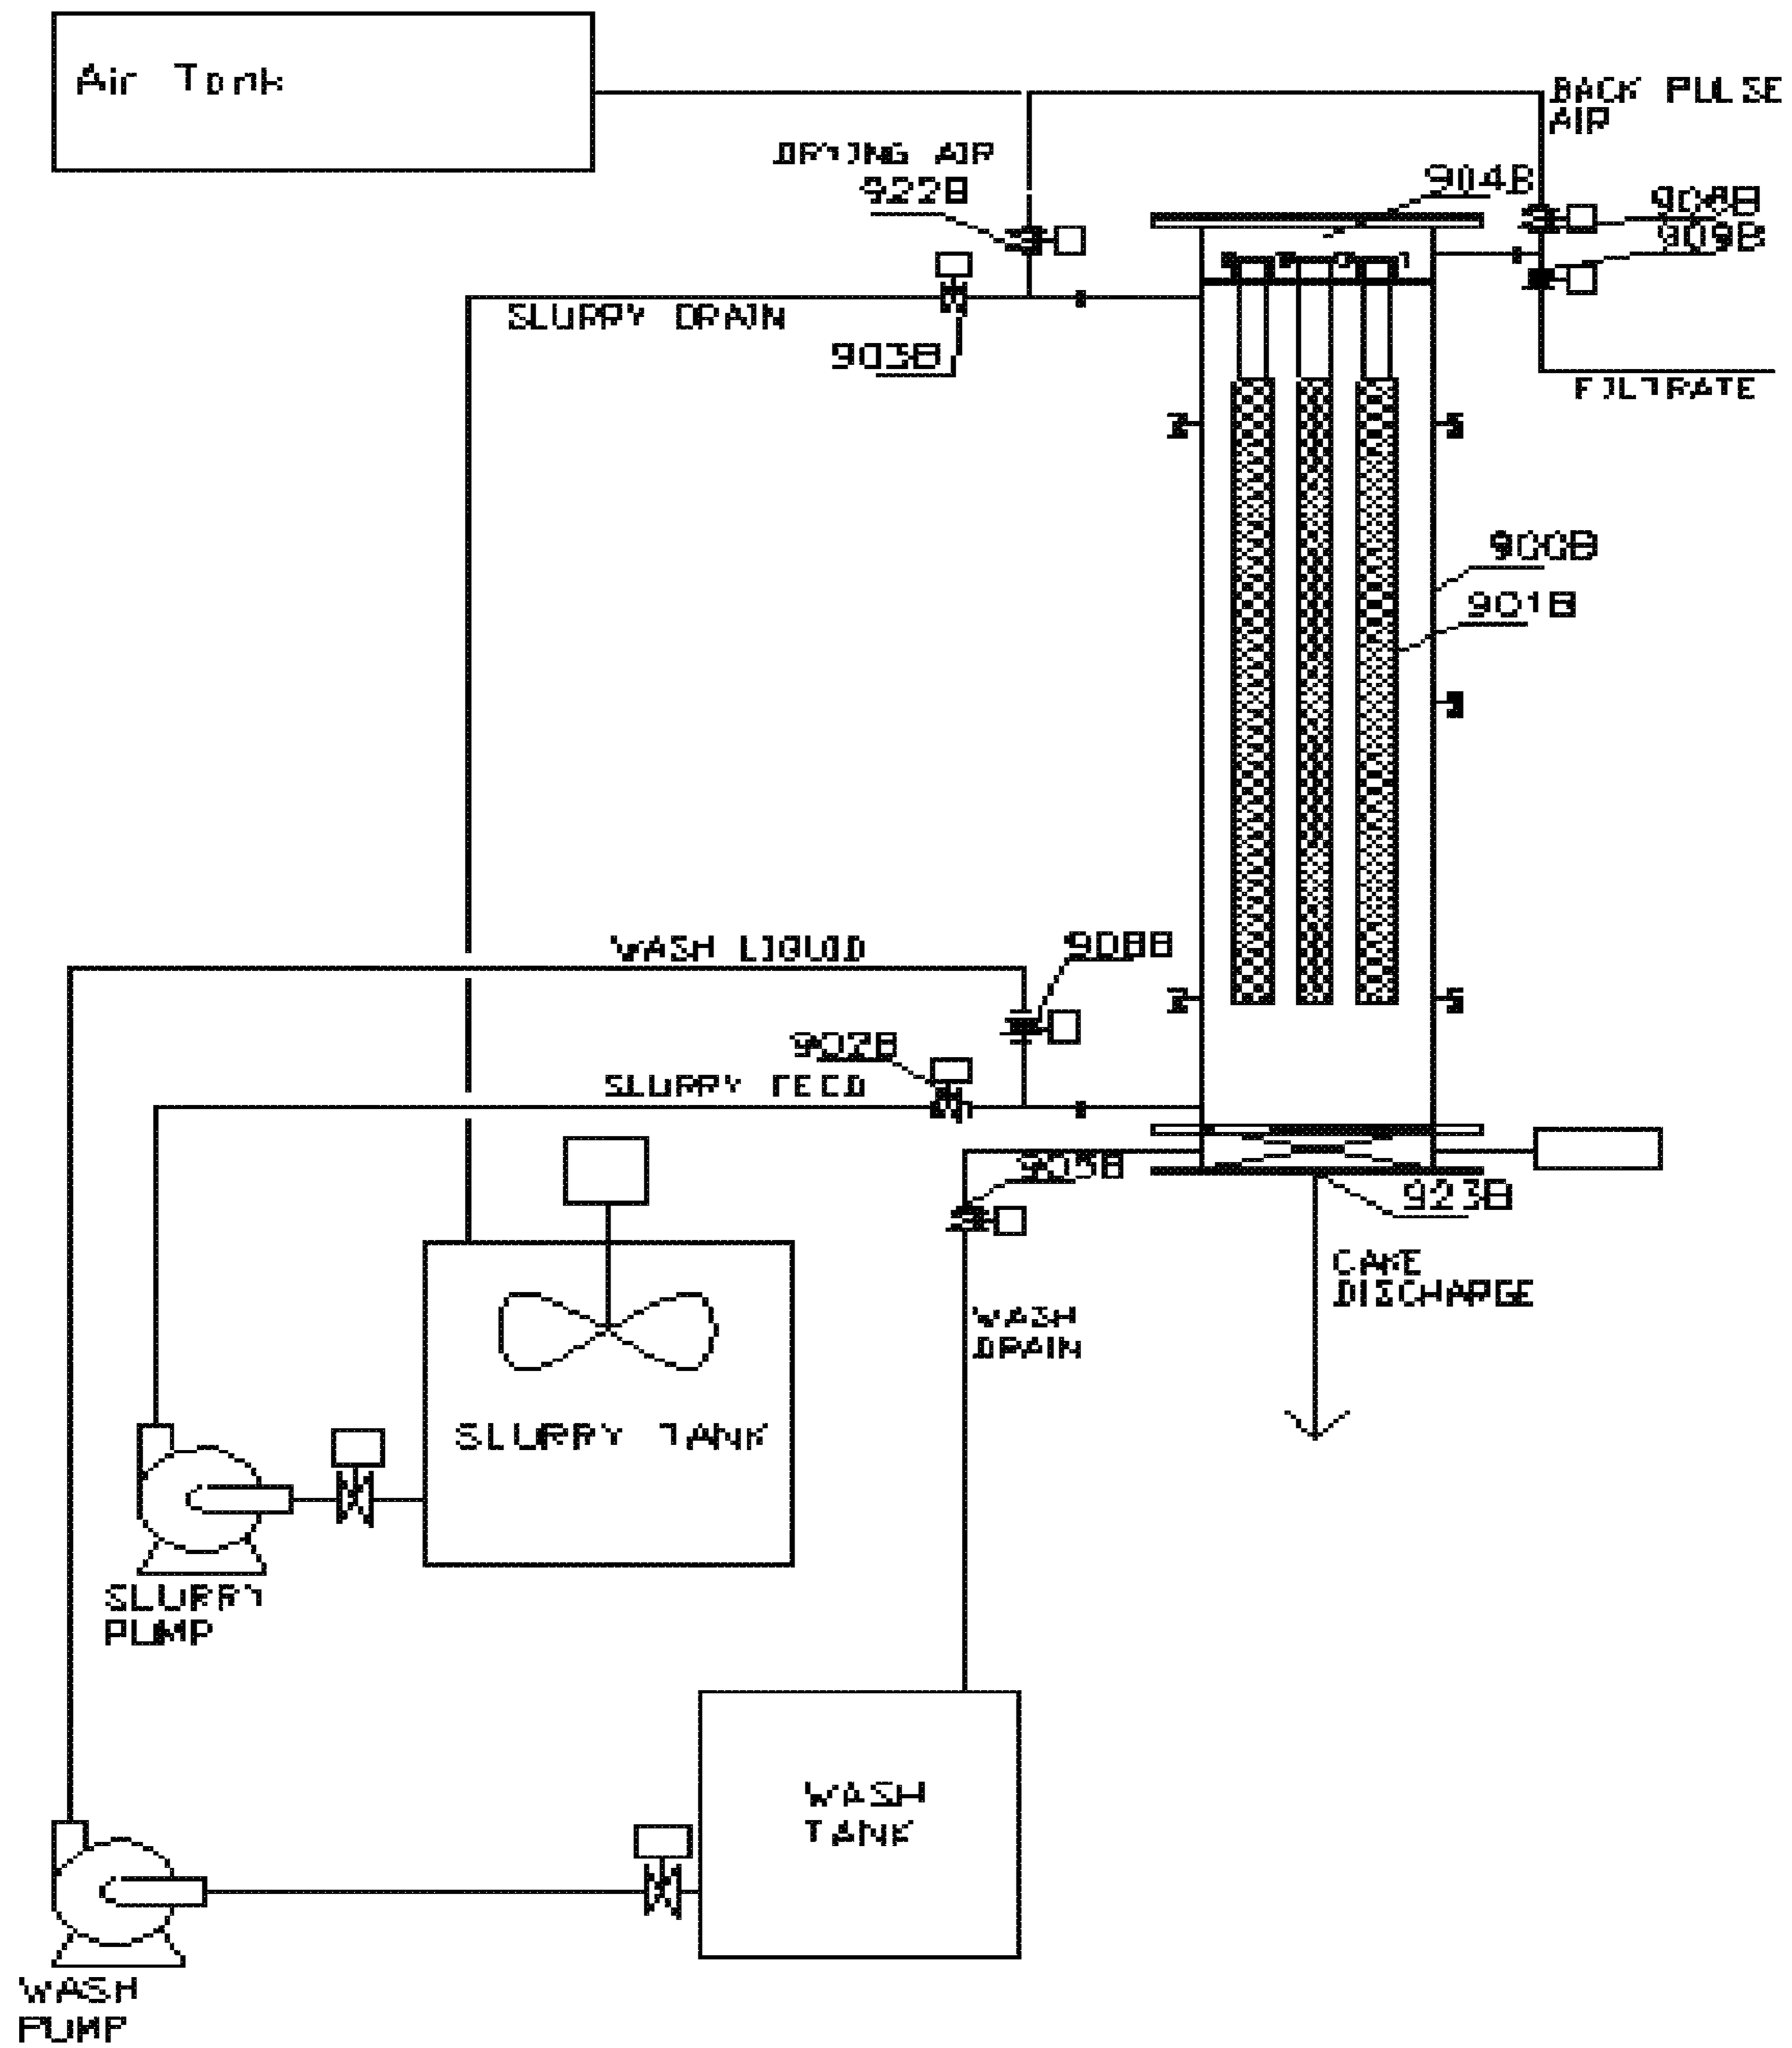 Air Tank
BACK PULSE
AIR
DRYING AIR
922B
904B
909B
SLURRY DRAIN
903B
FILTRATE
900B
901B
WASH LIQUID
908B
902B
SLURRY FEED
905B
923B
CAKE
DISCHARGE
WASH
DRAIN
SLURRY TANK
SLURRY
PUMP
WASH
TANK
WASH
PUMP